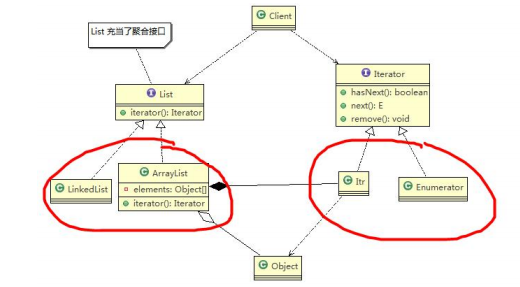 Client
List 充当了聚合接口
Iterator
hasNext(): boolean
next(): E
remove(): void
List
iterator(): Iterator
LinkedList
ArrayList
elements: Object[]
iterator(): Iterator
Itr
Enumerator
Object